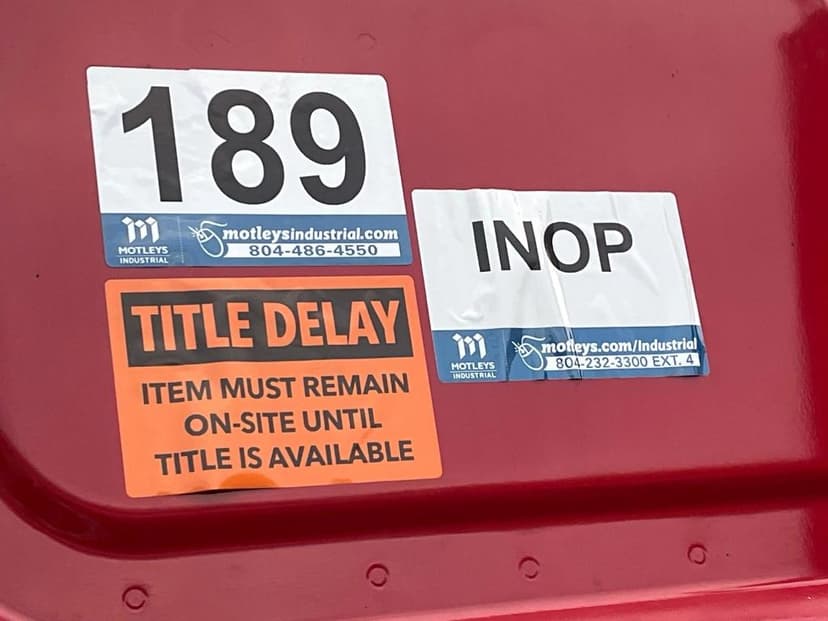 189
MOTLEYS
INDUSTRIAL
motleysindustrial.com
804-486-4550
TITLE DELAY
ITEM MUST REMAIN
ON-SITE UNTIL
TITLE IS AVAILABLE
INOP
MOTLEYS
INDUSTRIAL
motleys.com/industrial
804-232-3300 EXT. 4